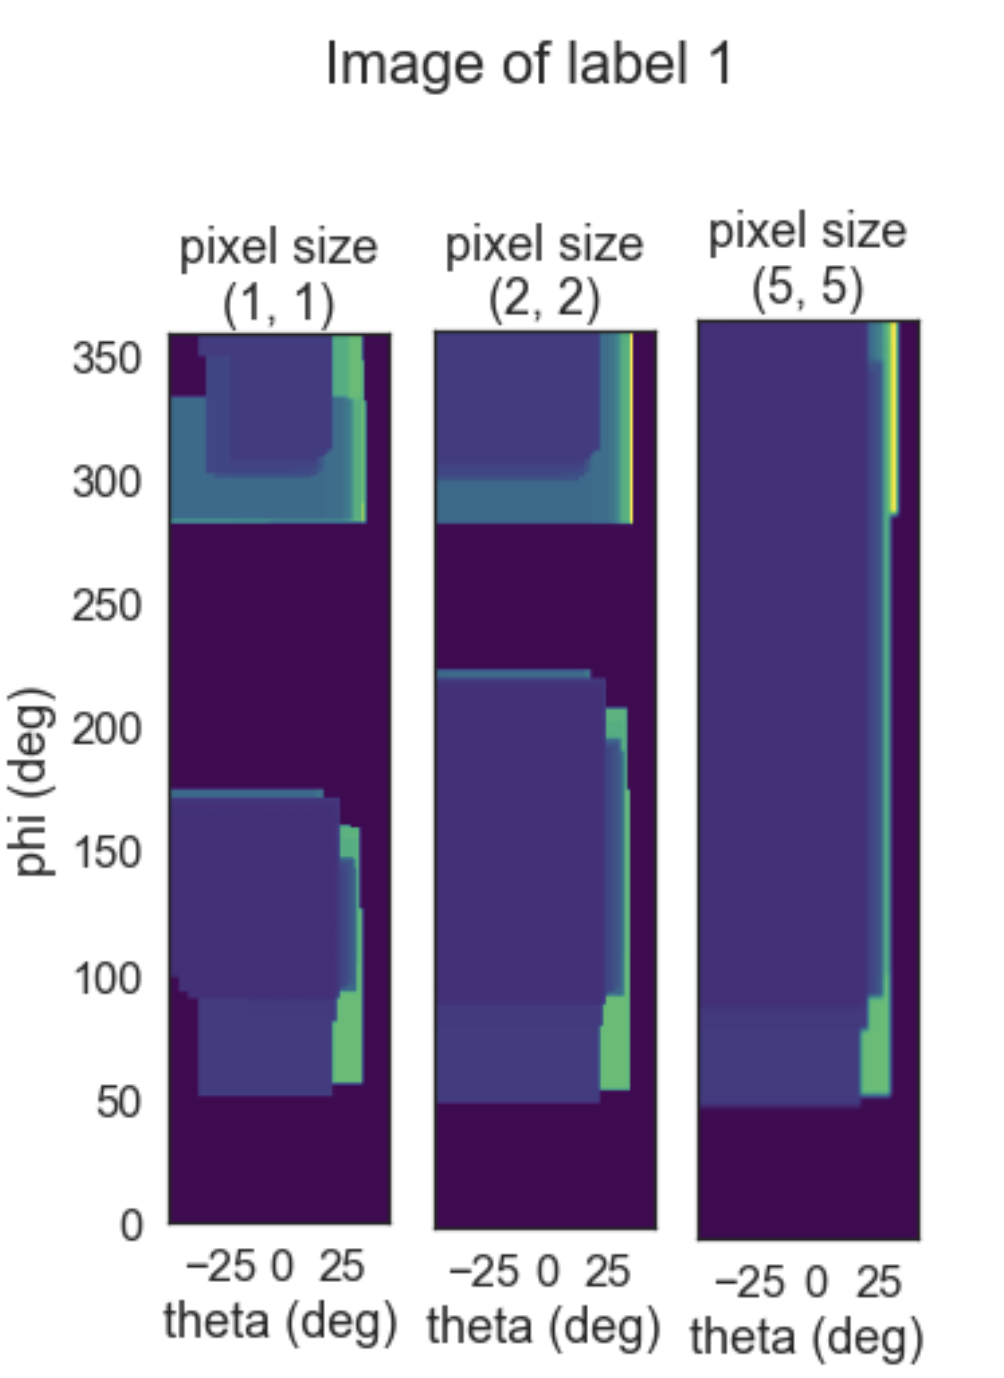 Image of label 1
pixel size
(1, 1)
pixel size
(2, 2)
pixel size
(5, 5)
phi (deg)
350
300
250
200
150
100
50
0
−25 0 25
theta (deg)
−25 0 25
theta (deg)
−25 0 25
theta (deg)